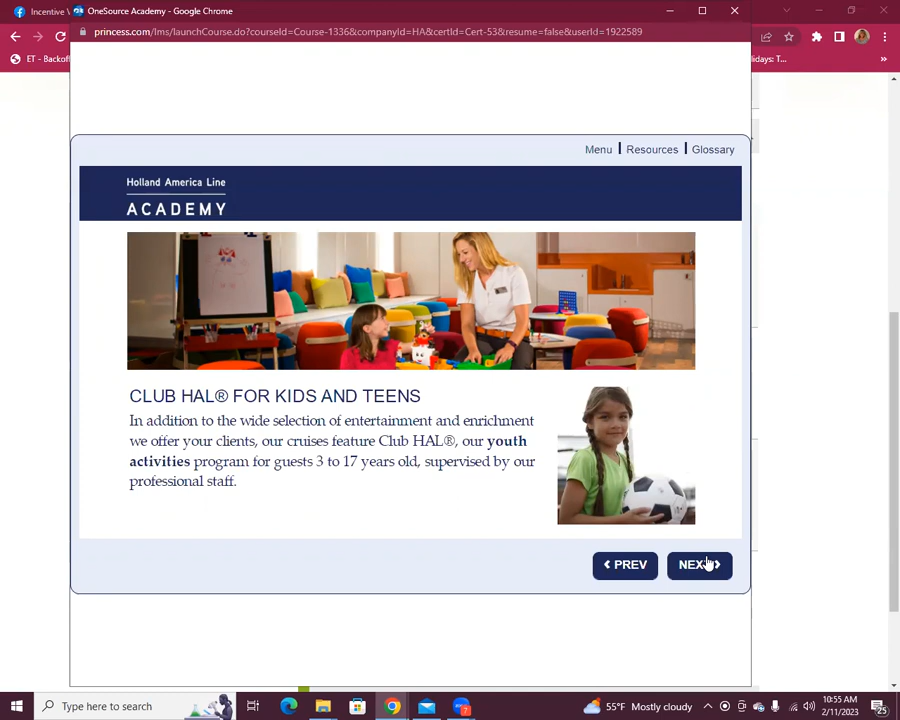 Incentive V
OneSource Academy - Google Chrome
princess.com/lms/launchCourse.do?courseId=Course-1336&companyId=HA&certId=Cert-53&resume=false&userId=1922589
ET - Backoff
lidays: T...
»
Menu | Resources | Glossary
Holland America Line
ACADEMY
CLUB HAL® FOR KIDS AND TEENS
In addition to the wide selection of entertainment and enrichment
we offer your clients, our cruises feature Club HAL®, our youth
activities program for guests 3 to 17 years old, supervised by our
professional staff.
‹ PREV
NEXT ›
Type here to search
55°F Mostly cloudy
10:55 AM
2/11/2023
25